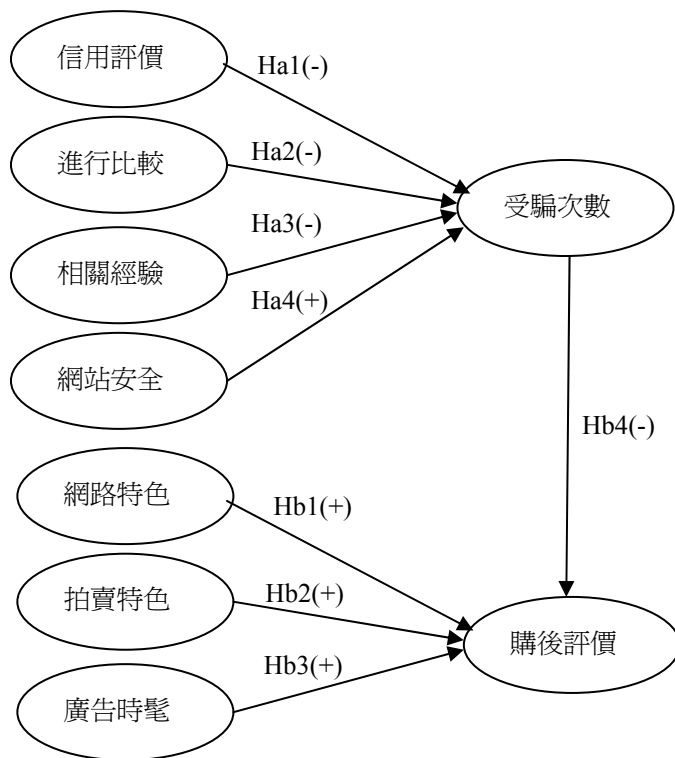 信用評價
Ha1(-)
進行比較
Ha2(-)
受騙次數
Ha3(-)
相關經驗
Ha4(+)
網站安全
Hb4(-)
網路特色
Hb1(+)
拍賣特色
Hb2(+)
購後評價
Hb3(+)
廣告時髦